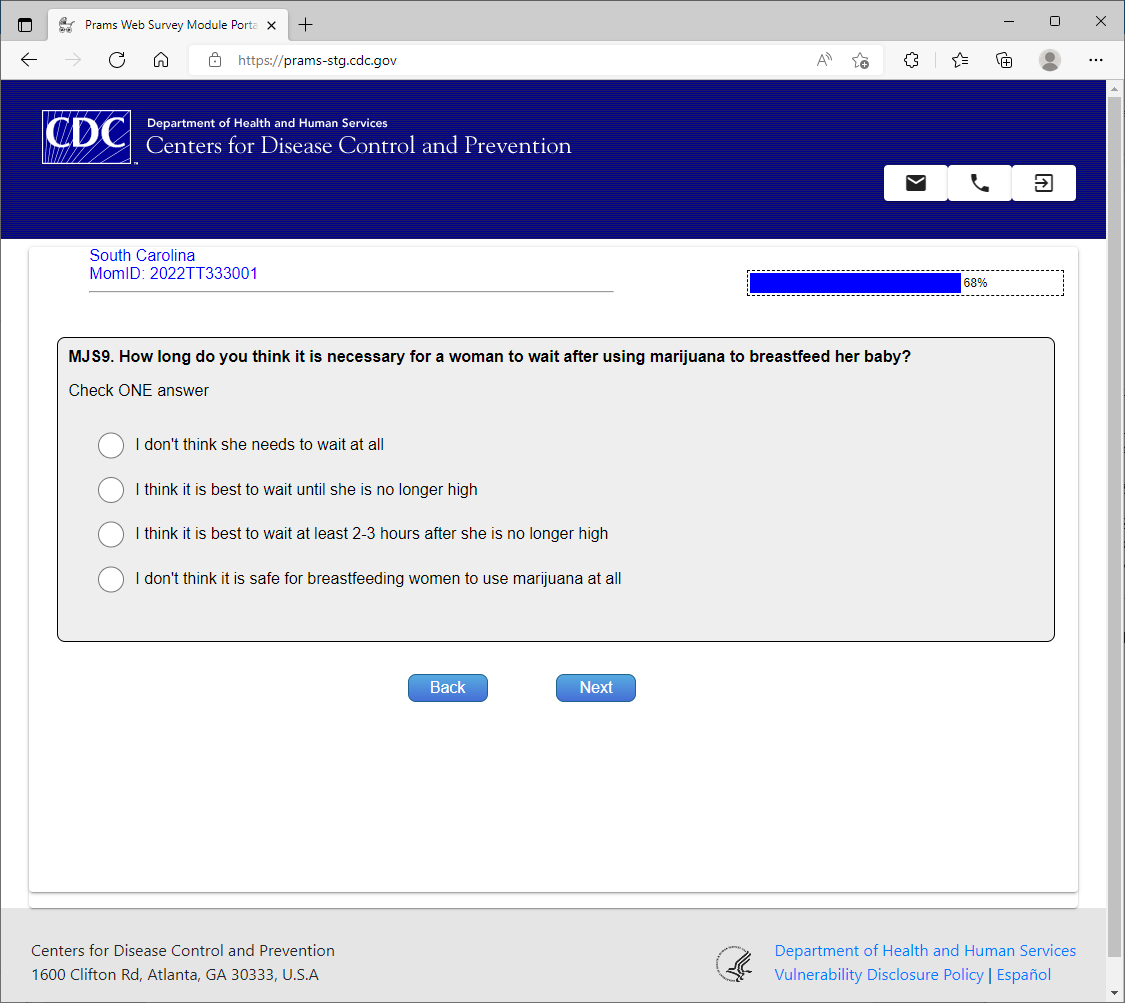 Prams Web Survey Module Porta
https://prams-stg.cdc.gov
CDC
Department of Health and Human Services
Centers for Disease Control and Prevention
South Carolina
MomID: 2022TT333001
68%
MJS9. How long do you think it is necessary for a woman to wait after using marijuana to breastfeed her baby?
Check ONE answer
I don't think she needs to wait at all
I think it is best to wait until she is no longer high
I think it is best to wait at least 2-3 hours after she is no longer high
I don't think it is safe for breastfeeding women to use marijuana at all
Back
Next
Centers for Disease Control and Prevention
1600 Clifton Rd, Atlanta, GA 30333, U.S.A
Department of Health and Human Services
Vulnerability Disclosure Policy | Español